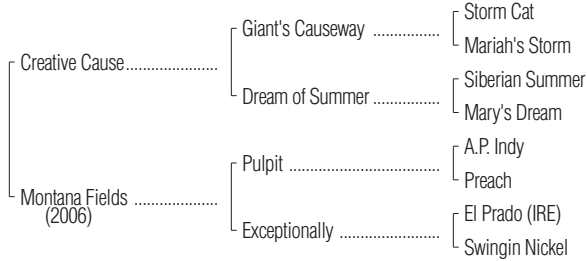 Storm Cat
Giant's Causeway ................
Mariah's Storm
Creative Cause......................
Siberian Summer
Dream of Summer ................
Mary's Dream
A.P. Indy
Pulpit ....................................
Preach
Montana Fields ....................
(2006)
El Prado (IRE)
Exceptionally ........................
Swingin Nickel